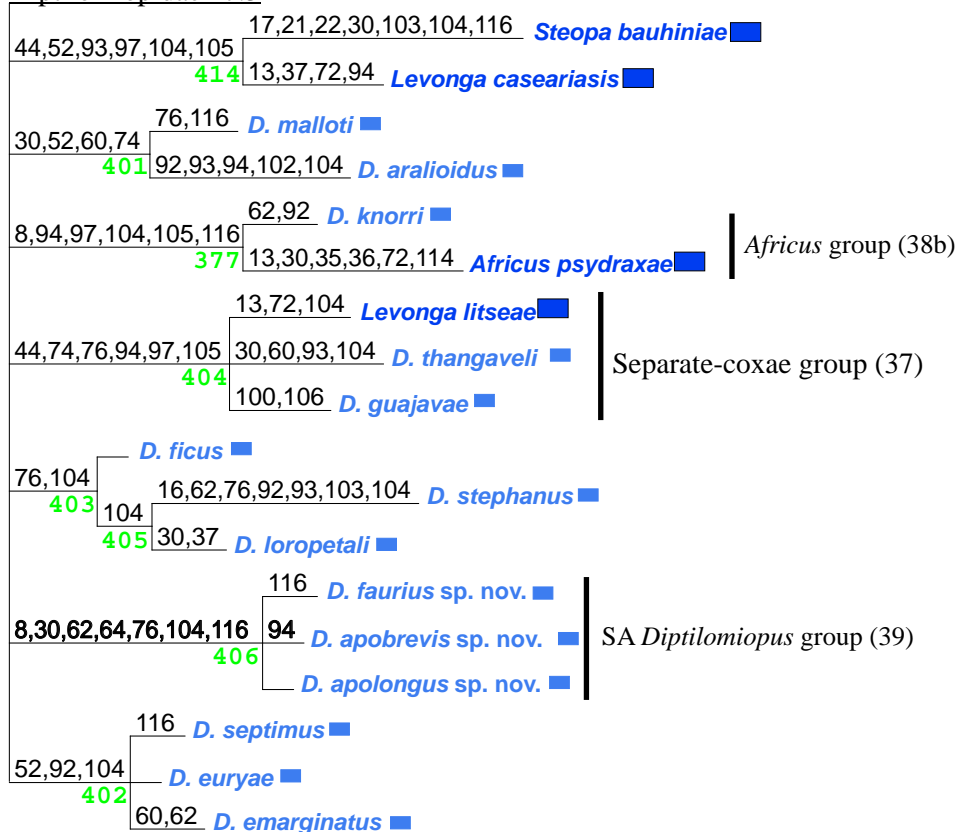 17,21,22,30,103,104,116
Steopa bauhiniae
44,52,93,97,104,105
414
13,37,72,94
Levonga caseariasis
76,116
D. malloti
30,52,60,74
401
92,93,94,102,104
D. aralioidus
62,92
D. knorri
8,94,97,104,105,116
377
13,30,35,36,72,114
Africus psydraxae
Africus group (38b)
13,72,104
Levonga litseae
44,74,76,94,97,105
404
30,60,93,104
D. thangaveli
Separate-coxae group (37)
100,106
D. guajavae
D. ficus
76,104
403
16,62,76,92,93,103,104
D. stephanus
104
405
30,37
D. loropetali
116
D. faurius sp. nov.
8,30,62,64,76,104,116
406
94
D. apobrevis sp. nov.
SA Diptilomiopus group (39)
D. apolongus sp. nov.
116
D. septimus
52,92,104
402
D. euryae
60,62
D. emarginatus